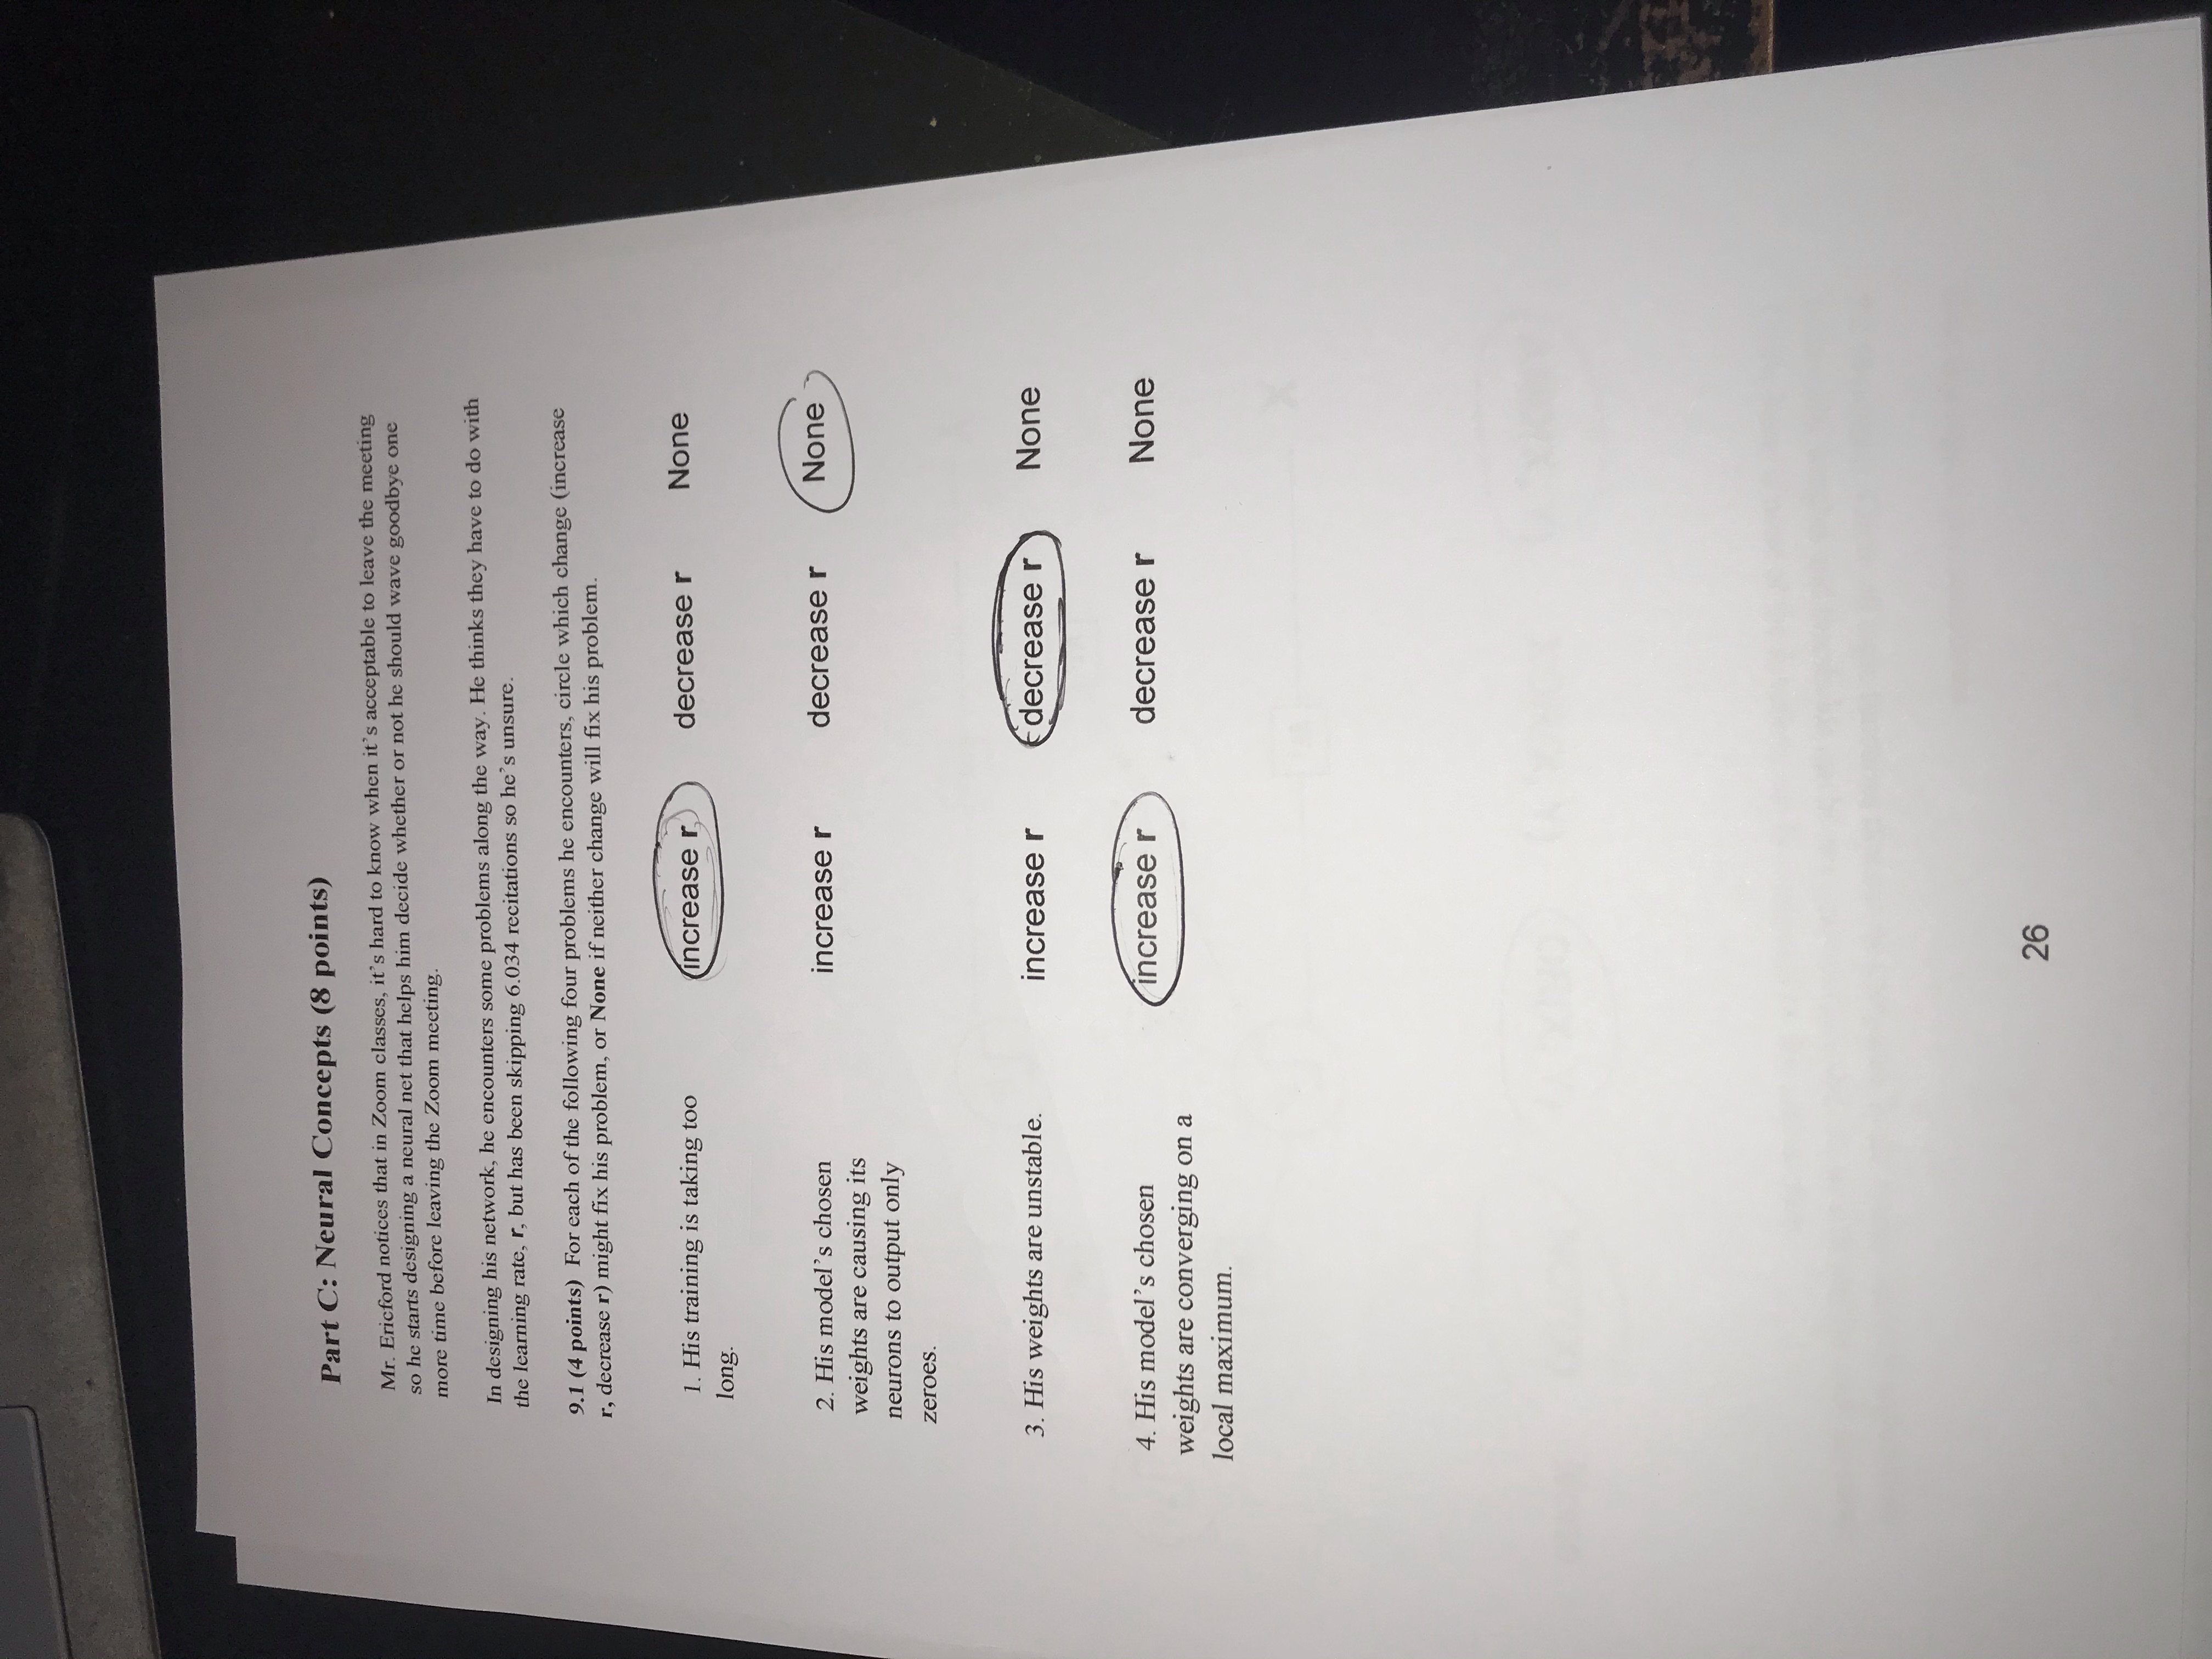 Part C: Neural Concepts (8 points)
Mr. Ericford notices that in Zoom classes, it's hard to know when it's acceptable to leave the meeting
so he starts designing a neural net that helps him decide whether or not he should wave goodbye one
more time before leaving the Zoom meeting.
In designing his network, he encounters some problems along the way. He thinks they have to do with
the learning rate, r, but has been skipping 6.034 recitations so he's unsure.
9.1 (4 points) For each of the following four problems he encounters, circle which change (increase
r, decrease r) might fix his problem, or None if neither change will fix his problem.
1. His training is taking too increase r decrease r None
long.
2. His model's chosen increase r decrease r None
weights are causing its
neurons to output only
zeroes.
3. His weights are unstable. increase r decrease r None
4. His model's chosen increase r decrease r None
weights are converging on a
local maximum.
26